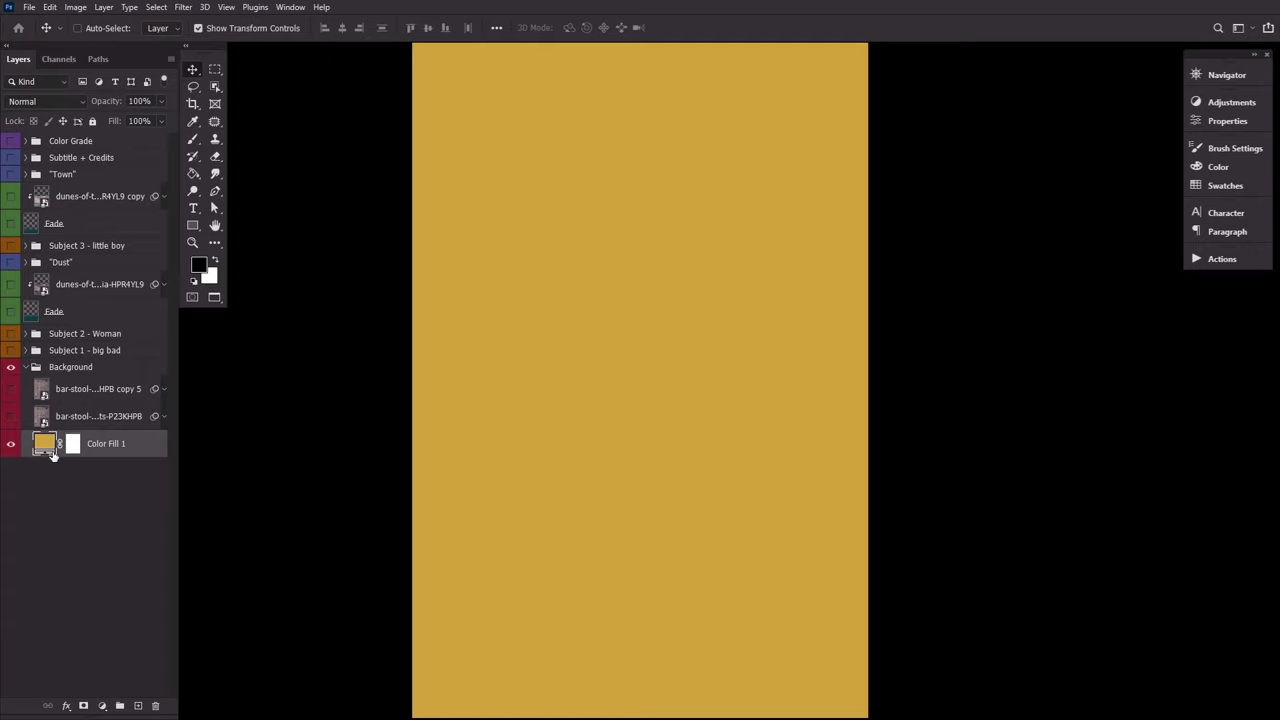 Ps File Edit Image Layer Type Select Filter 3D View Plugins Window Help
Auto-Select: Layer Show Transform Controls 3D Mode:
Layers Channels Paths
Kind
Normal Opacity: 100%
Lock: Fill: 100%
Color Grade
Subtitle + Credits
"Town"
dunes-of-t...R4YL9 copy
Fade
Subject 3 - little boy
"Dust"
dunes-of-t...ia-HPR4YL9
Fade
Subject 2 - Woman
Subject 1 - big bad
Background
bar-stool-...HPB copy 5
bar-stool-...ts-P23KHPB
Color Fill 1
Navigator
Adjustments
Properties
Brush Settings
Color
Swatches
Character
Paragraph
Actions